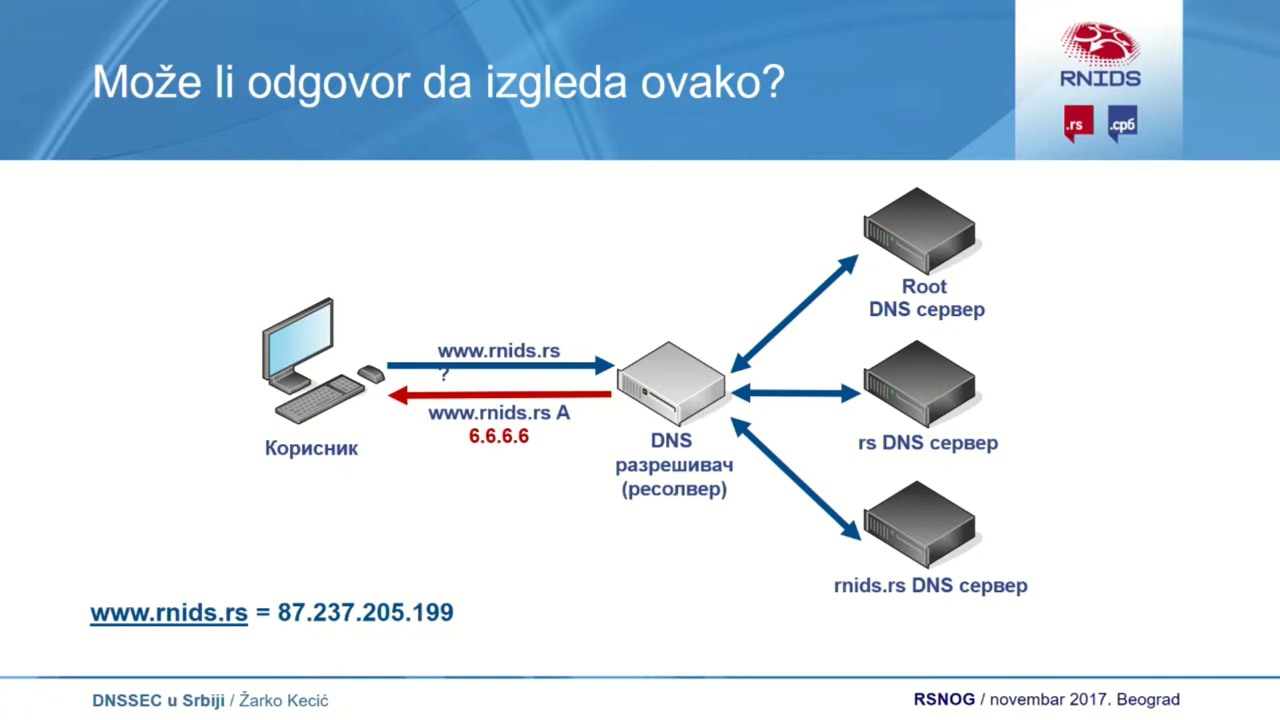 Može li odgovor da izgleda ovako?
RNIDS
.rs .срб
Root
DNS сервер
www.rnids.rs
?
www.rnids.rs A
6.6.6.6
Корисник
DNS
разрешивач
(ресолвер)
rs DNS сервер
rnids.rs DNS сервер
www.rnids.rs = 87.237.205.199
DNSSEC u Srbiji / Žarko Kecić
RSNOG / novembar 2017. Beograd